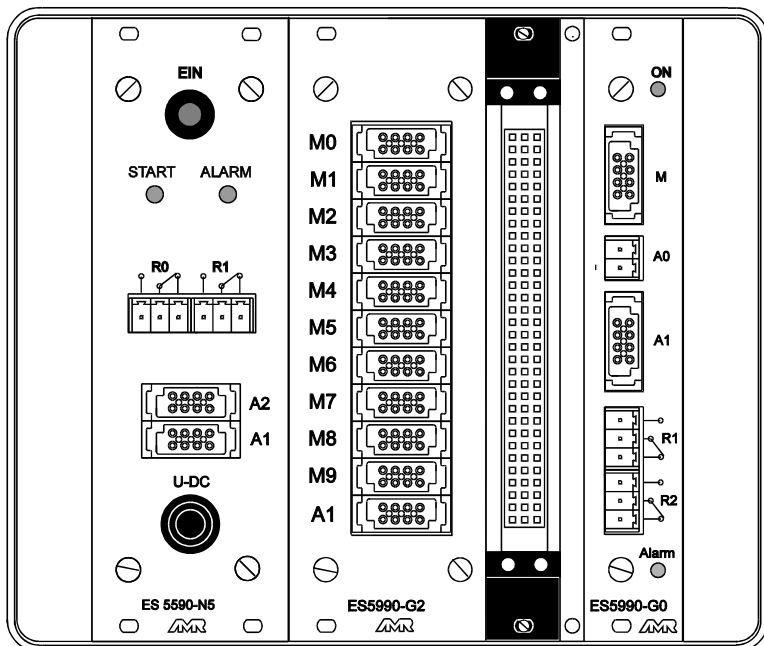 EIN
START ALARM
R0 R1
A2
A1
U-DC
ES 5590-N5
AMR
M0
M1
M2
M3
M4
M5
M6
M7
M8
M9
A1
ES5990-G2
AMR
ON
M
A0
A1
R1
R2
Alarm
ES5990-G0
AMR